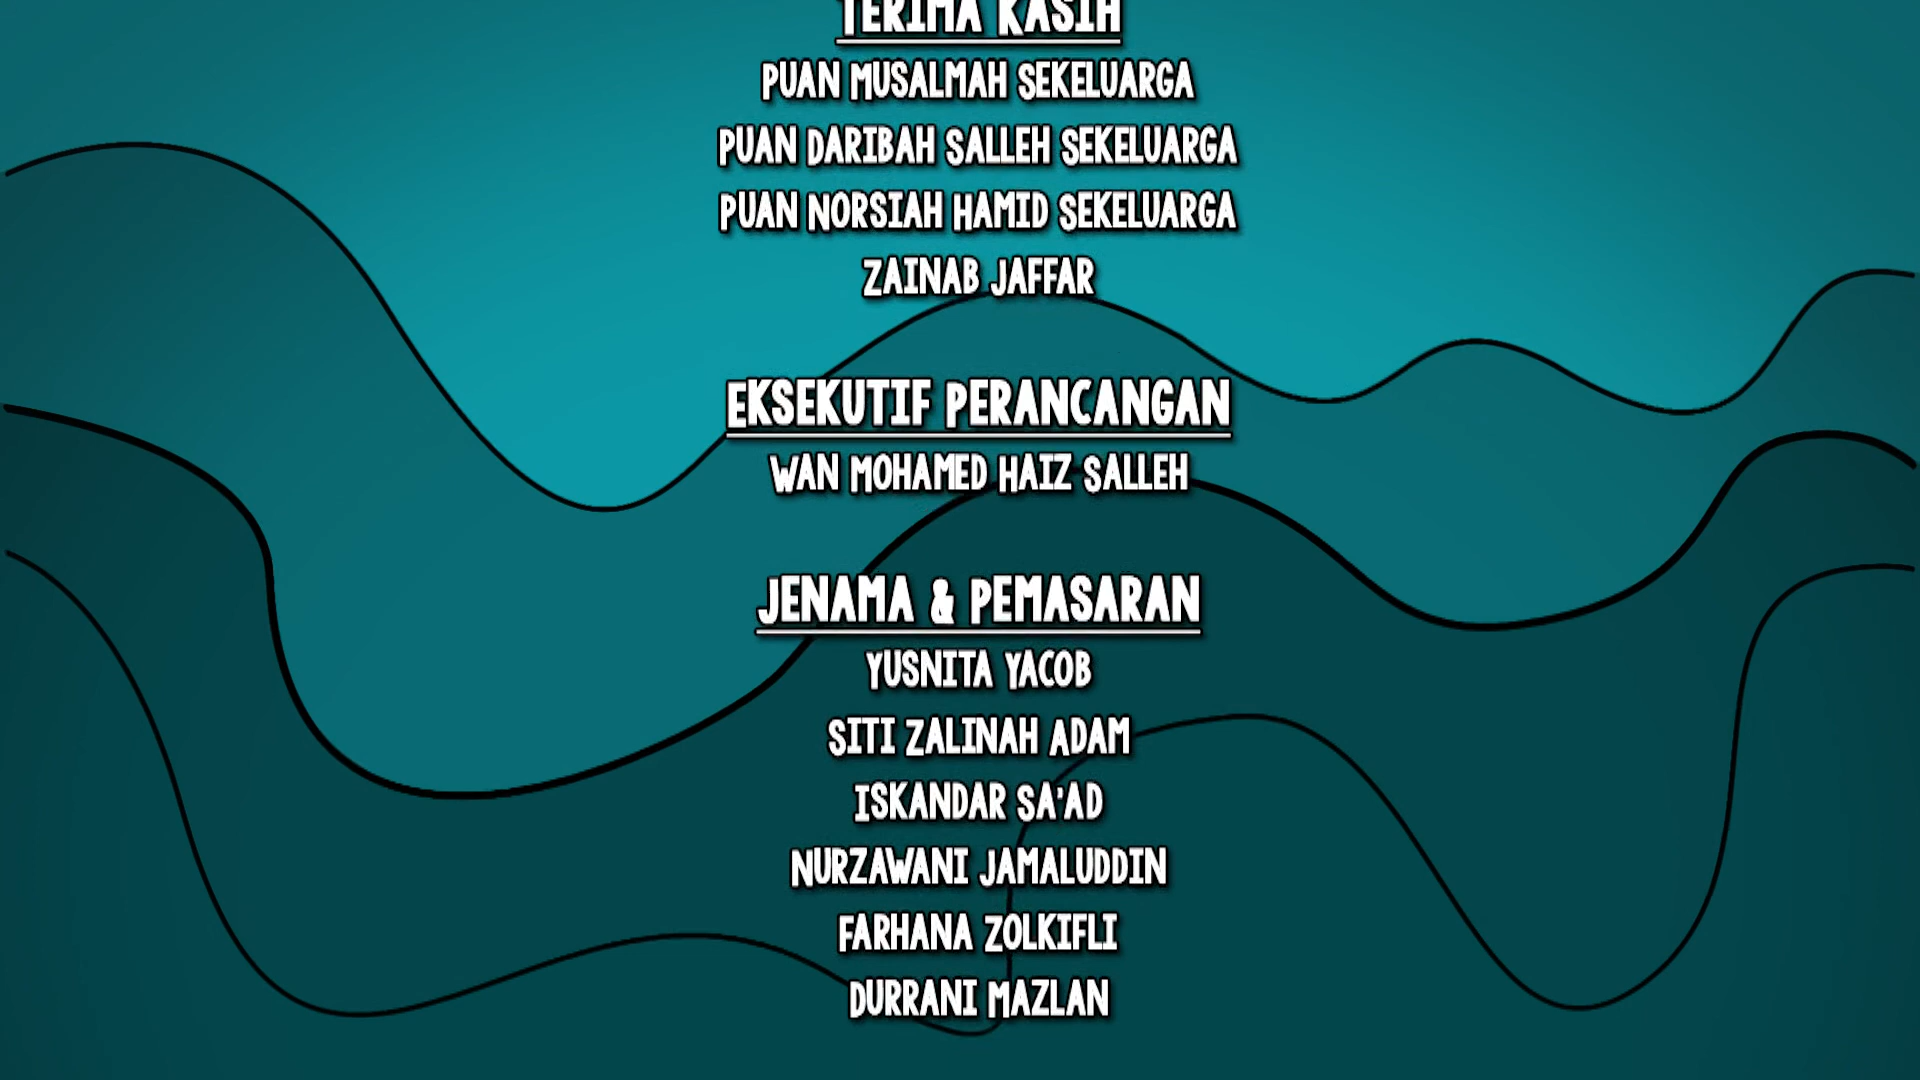 TERIMA KASIH
PUAN MUSALMAH SEKELUARGA
PUAN DARIBAH SALLEH SEKELUARGA
PUAN NORSIAH HAMID SEKELUARGA
ZAINAB JAFFAR
EKSEKUTIF PERANCANGAN
WAN MOHAMED HAIZ SALLEH
JENAMA & PEMASARAN
YUSNITA YACOB
SITI ZALINAH ADAM
ISKANDAR SA'AD
NURZAWANI JAMALUDDIN
FARHANA ZOLKIFLI
DURRANI MAZLAN